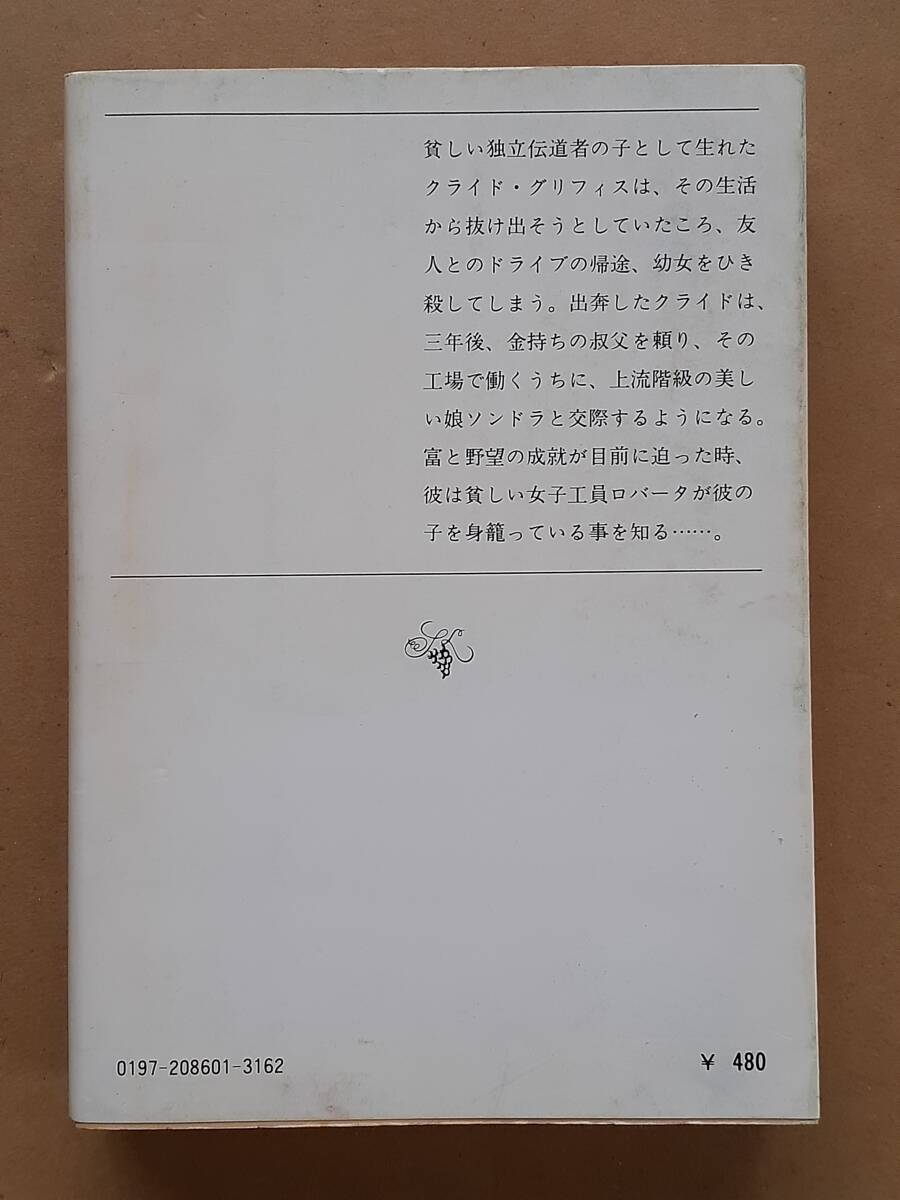 貧しい独立伝道者の子として生れた
クライド・グリフィスは、その生活
から抜け出そうとしていたころ、友
人とのドライブの帰途、幼女をひき
殺してしまう。出奔したクライドは、
三年後、金持ちの叔父を頼り、その
工場で働くうちに、上流階級の美し
い娘ソンドラと交際するようになる。
富と野望の成就が目前に迫った時、
彼は貧しい女子工員ロバータが彼の
子を身籠っている事を知る……。
0197-208601-3162
¥ 480